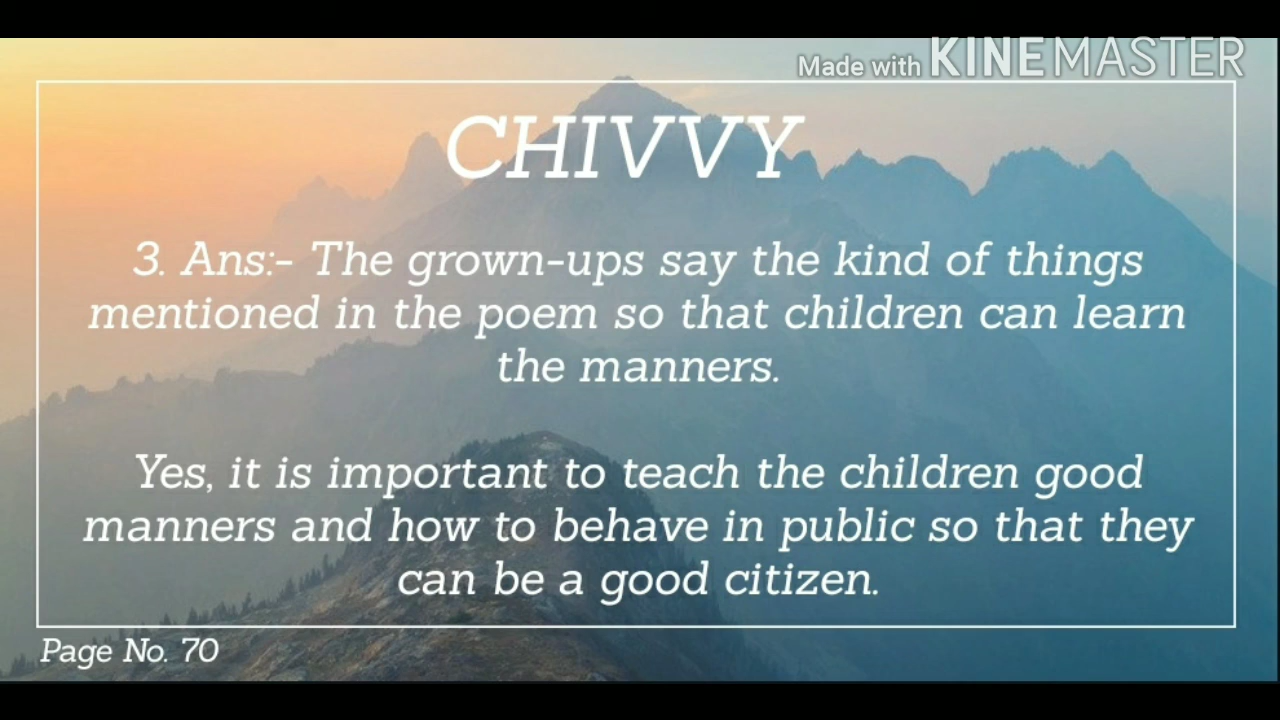 Made with KINEMASTER
CHIVVY
3. Ans:- The grown-ups say the kind of things
mentioned in the poem so that children can learn
the manners.
Yes, it is important to teach the children good
manners and how to behave in public so that they
can be a good citizen.
Page No. 70